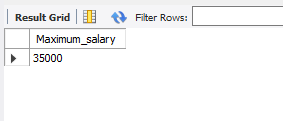 Result Grid Filter Rows:
Maximum_salary
35000